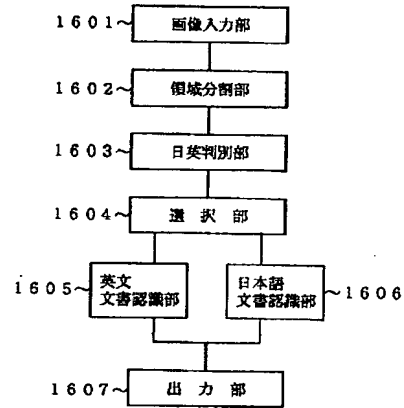 1601～ 画像入力部
1602～ 領域分割部
1603～ 日英判別部
1604～ 選択部
1605～ 英文
文書認識部
日本語
文書認識部 ～1606
1607～ 出力部